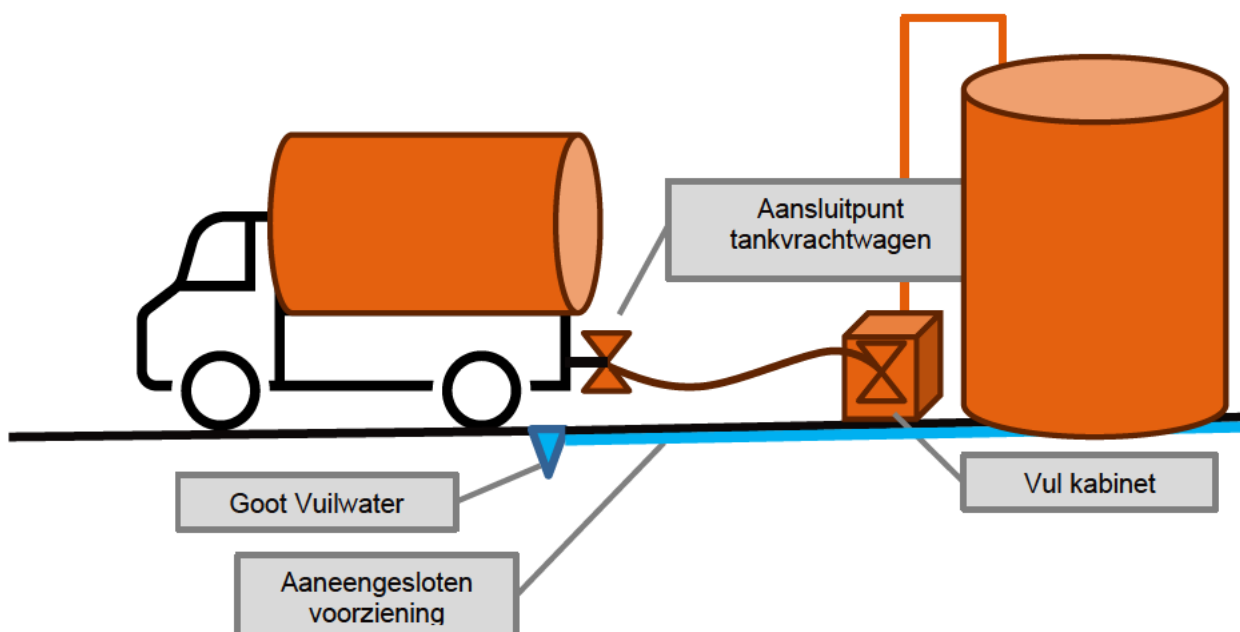 Aansluitpunt
tankvrachtwagen
Goot Vuilwater
Vul kabinet
Aaneengesloten
voorziening